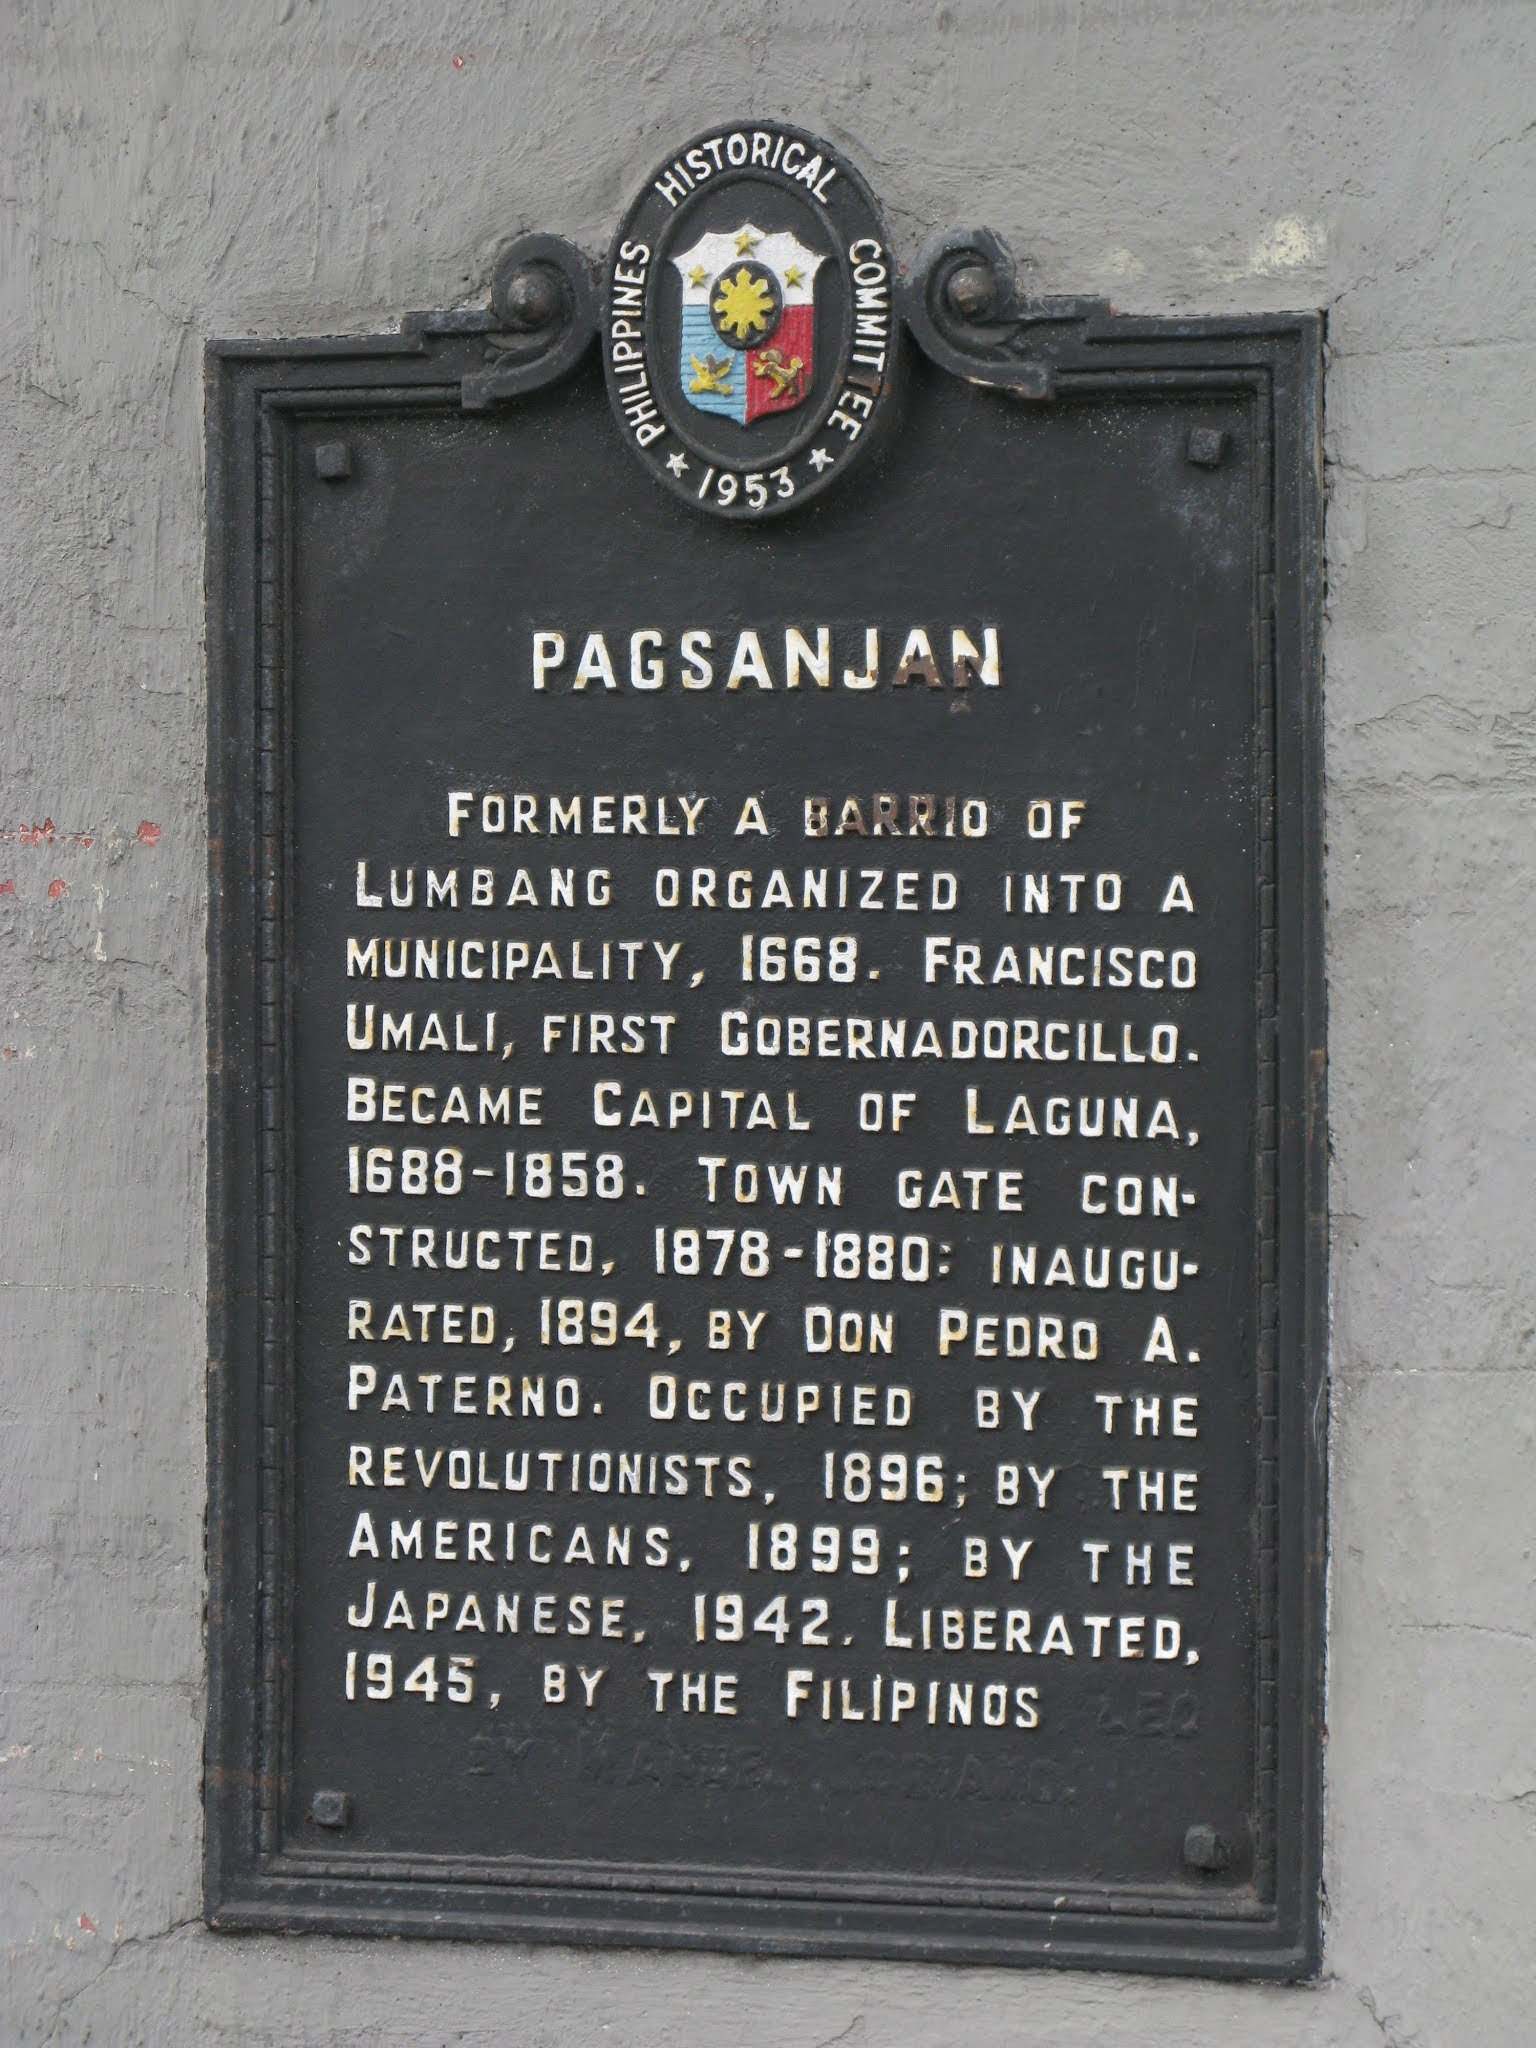 PHILIPPINES HISTORICAL COMMITTEE
★ 1953 ★
PAGSANJAN
FORMERLY A BARRIO OF
LUMBANG ORGANIZED INTO A
MUNICIPALITY, 1668. FRANCISCO
UMALI, FIRST GOBERNADORCILLO.
BECAME CAPITAL OF LAGUNA,
1688-1858. TOWN GATE CON-
STRUCTED, 1878-1880: INAUGU-
RATED, 1894, BY DON PEDRO A.
PATERNO. OCCUPIED BY THE
REVOLUTIONISTS, 1896; BY THE
AMERICANS, 1899; BY THE
JAPANESE, 1942. LIBERATED,
1945, BY THE FILIPINOS LED
BY